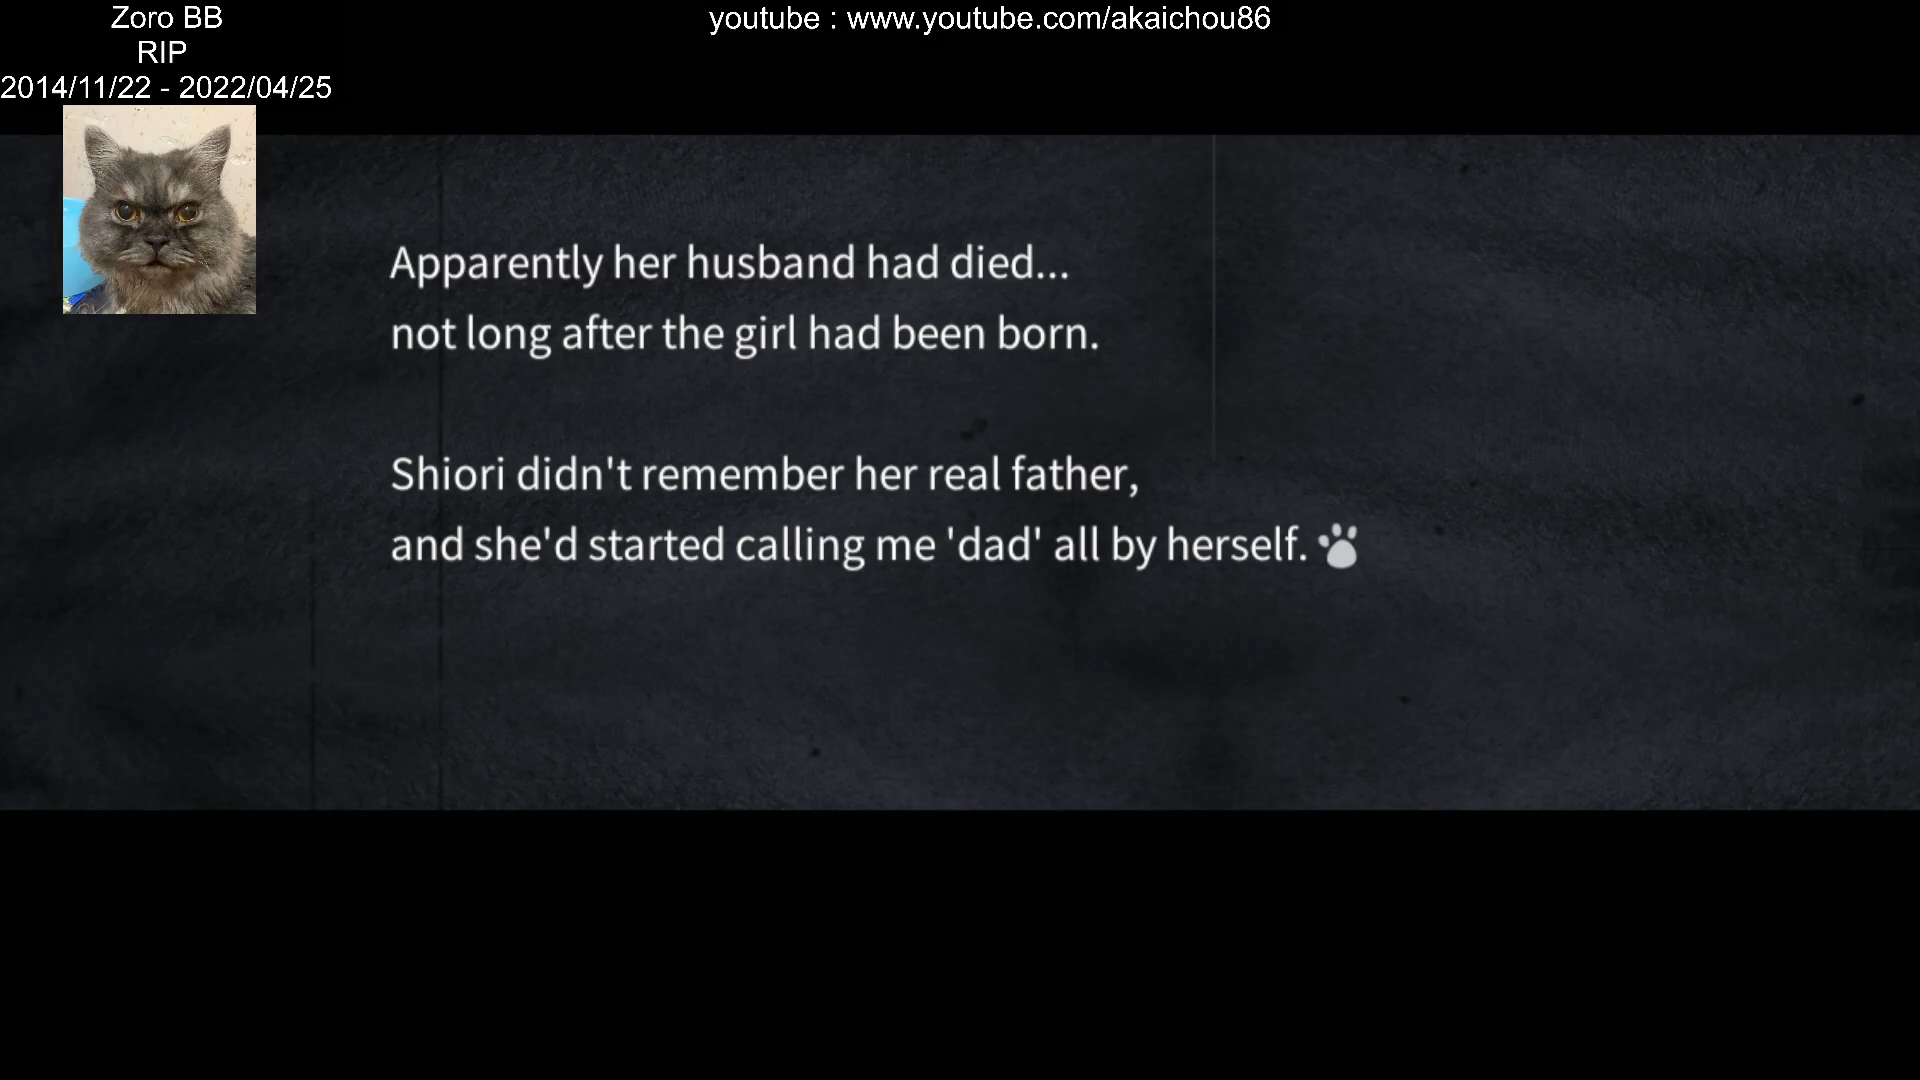 Zoro BB
RIP
2014/11/22 - 2022/04/25
youtube : www.youtube.com/akaichou86
Apparently her husband had died...
not long after the girl had been born.
Shiori didn't remember her real father,
and she'd started calling me 'dad' all by herself.